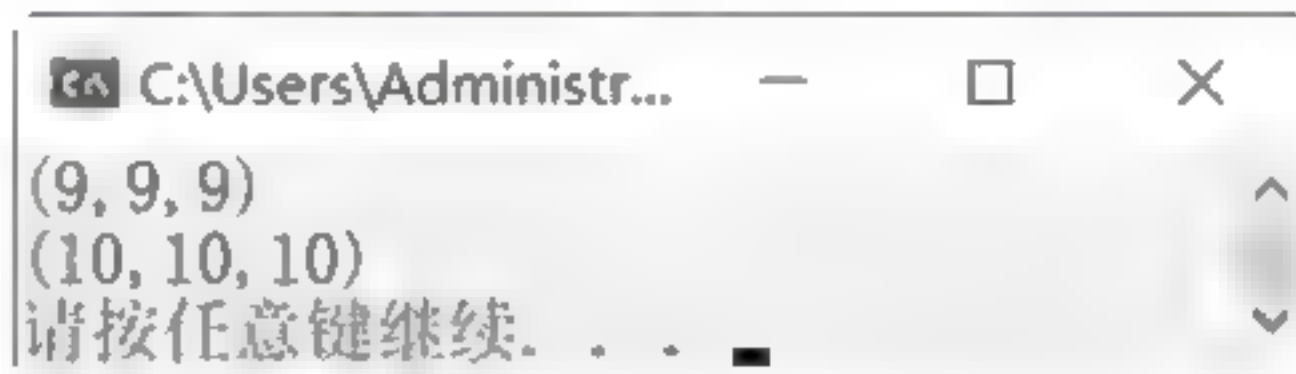 C:\Users\Administr...
(9, 9, 9)
(10, 10, 10)
请按任意键继续. . .